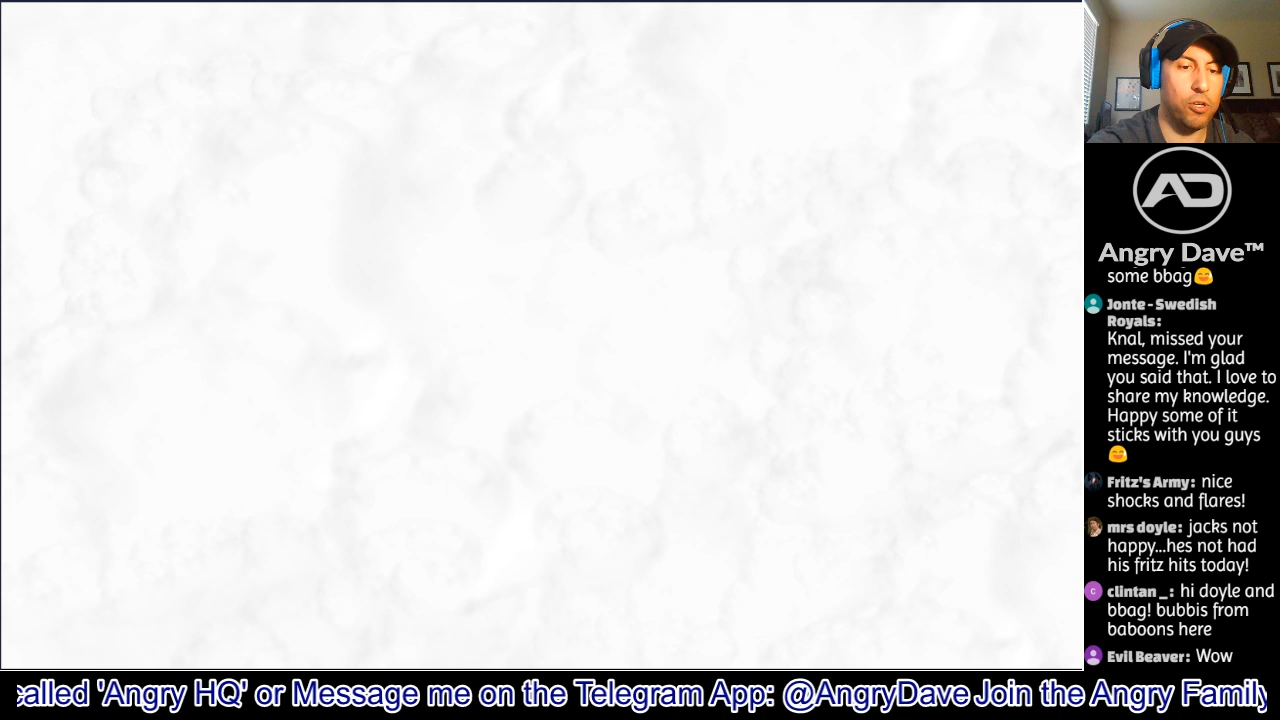 AD
Angry Dave™
some bbag😊
Jonte - Swedish
Royals:
Knal, missed your
message. I'm glad
you said that. I love to
share my knowledge.
Happy some of it
sticks with you guys
😊
Fritz's Army: nice
shocks and flares!
mrs doyle: jacks not
happy...hes not had
his fritz hits today!
c clintan _: hi doyle and
bbag! bubbis from
baboons here
Evil Beaver: Wow
called 'Angry HQ' or Message me on the Telegram App: @AngryDave Join the Angry Family